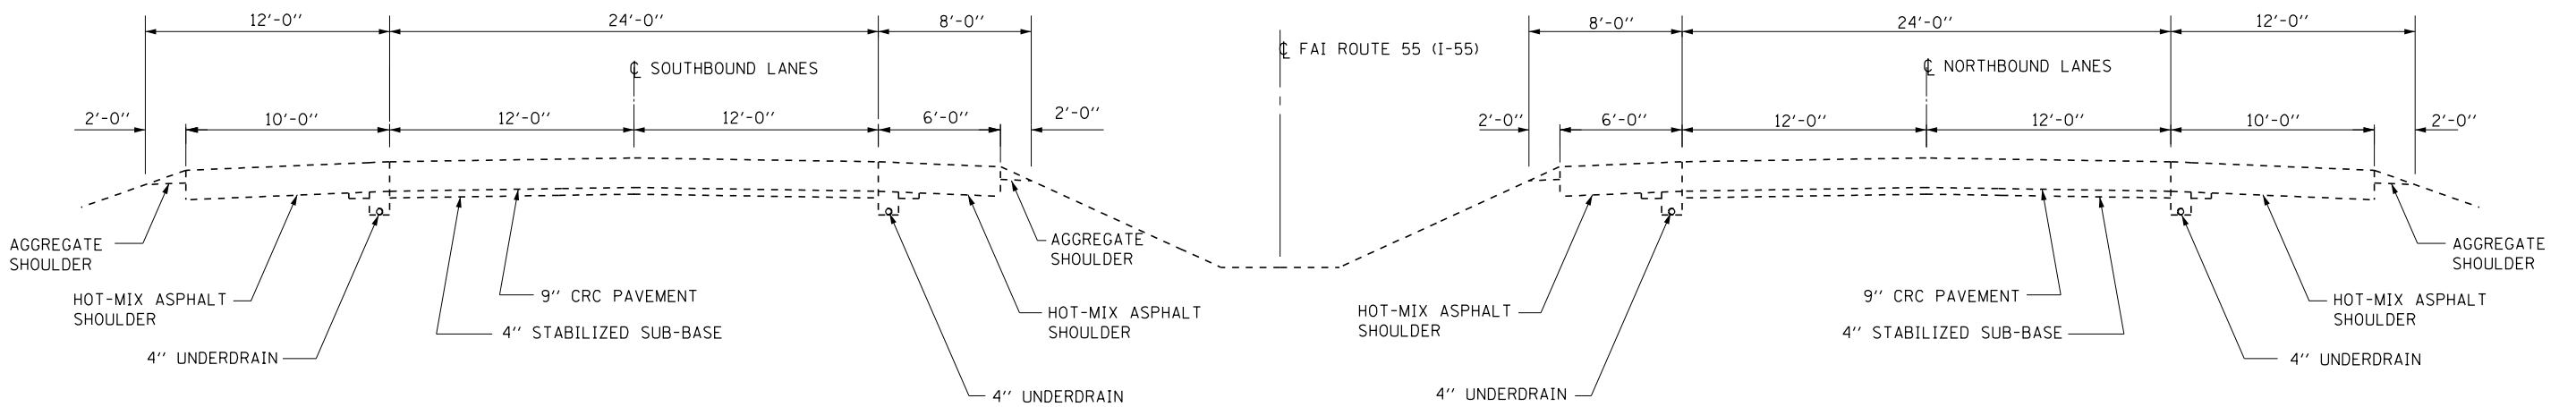 12'-0" 24'-0" 8'-0" 8'-0" 24'-0" 12'-0"
℄ FAI ROUTE 55 (I-55)
℄ SOUTHBOUND LANES ℄ NORTHBOUND LANES
2'-0" 10'-0" 12'-0" 12'-0" 6'-0" 2'-0" 2'-0" 6'-0" 12'-0" 12'-0" 10'-0" 2'-0"
AGGREGATE
SHOULDER
HOT-MIX ASPHALT
SHOULDER
4" UNDERDRAIN
9" CRC PAVEMENT
4" STABILIZED SUB-BASE
AGGREGATE
SHOULDER
HOT-MIX ASPHALT
SHOULDER
4" UNDERDRAIN
HOT-MIX ASPHALT
SHOULDER
4" UNDERDRAIN
9" CRC PAVEMENT
4" STABILIZED SUB-BASE
AGGREGATE
SHOULDER
HOT-MIX ASPHALT
SHOULDER
4" UNDERDRAIN